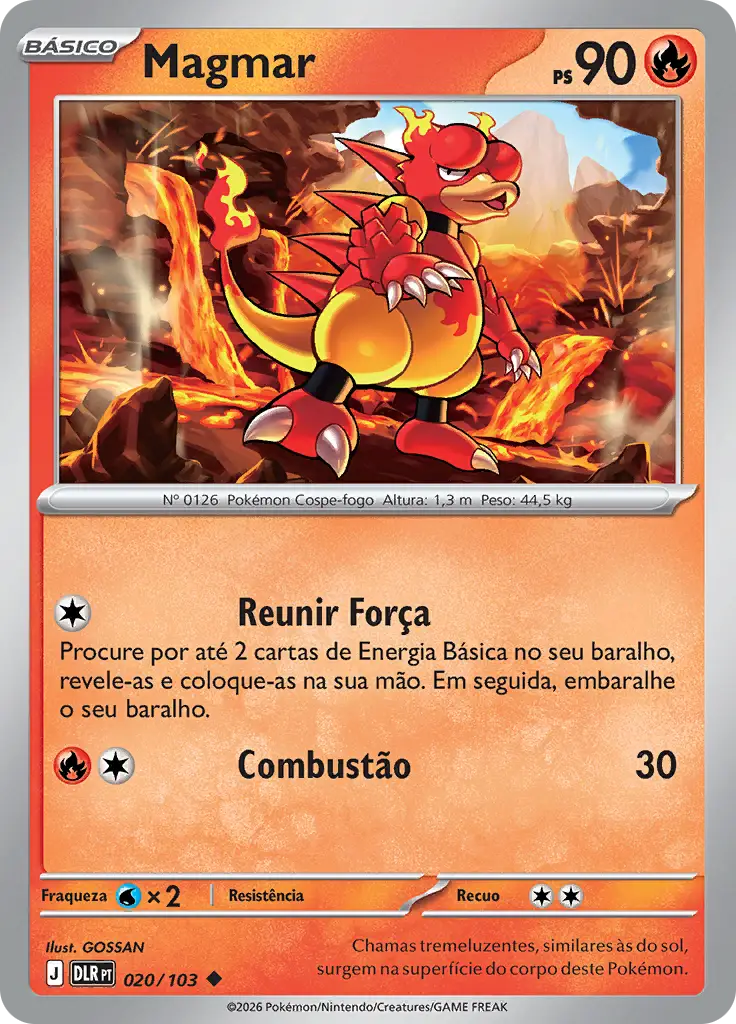 BÁSICO
Magmar
PS 90
Nº 0126 Pokémon Cospe-fogo Altura: 1,3 m Peso: 44,5 kg
Reunir Força
Procure por até 2 cartas de Energia Básica no seu baralho,
revele-as e coloque-as na sua mão. Em seguida, embaralhe
o seu baralho.
Combustão 30
Fraqueza ×2 Resistência Recuo
Ilust. GOSSAN
Chamas tremeluzentes, similares às do sol,
surgem na superfície do corpo deste Pokémon.
J DLR PT 020/103
©2026 Pokémon/Nintendo/Creatures/GAME FREAK